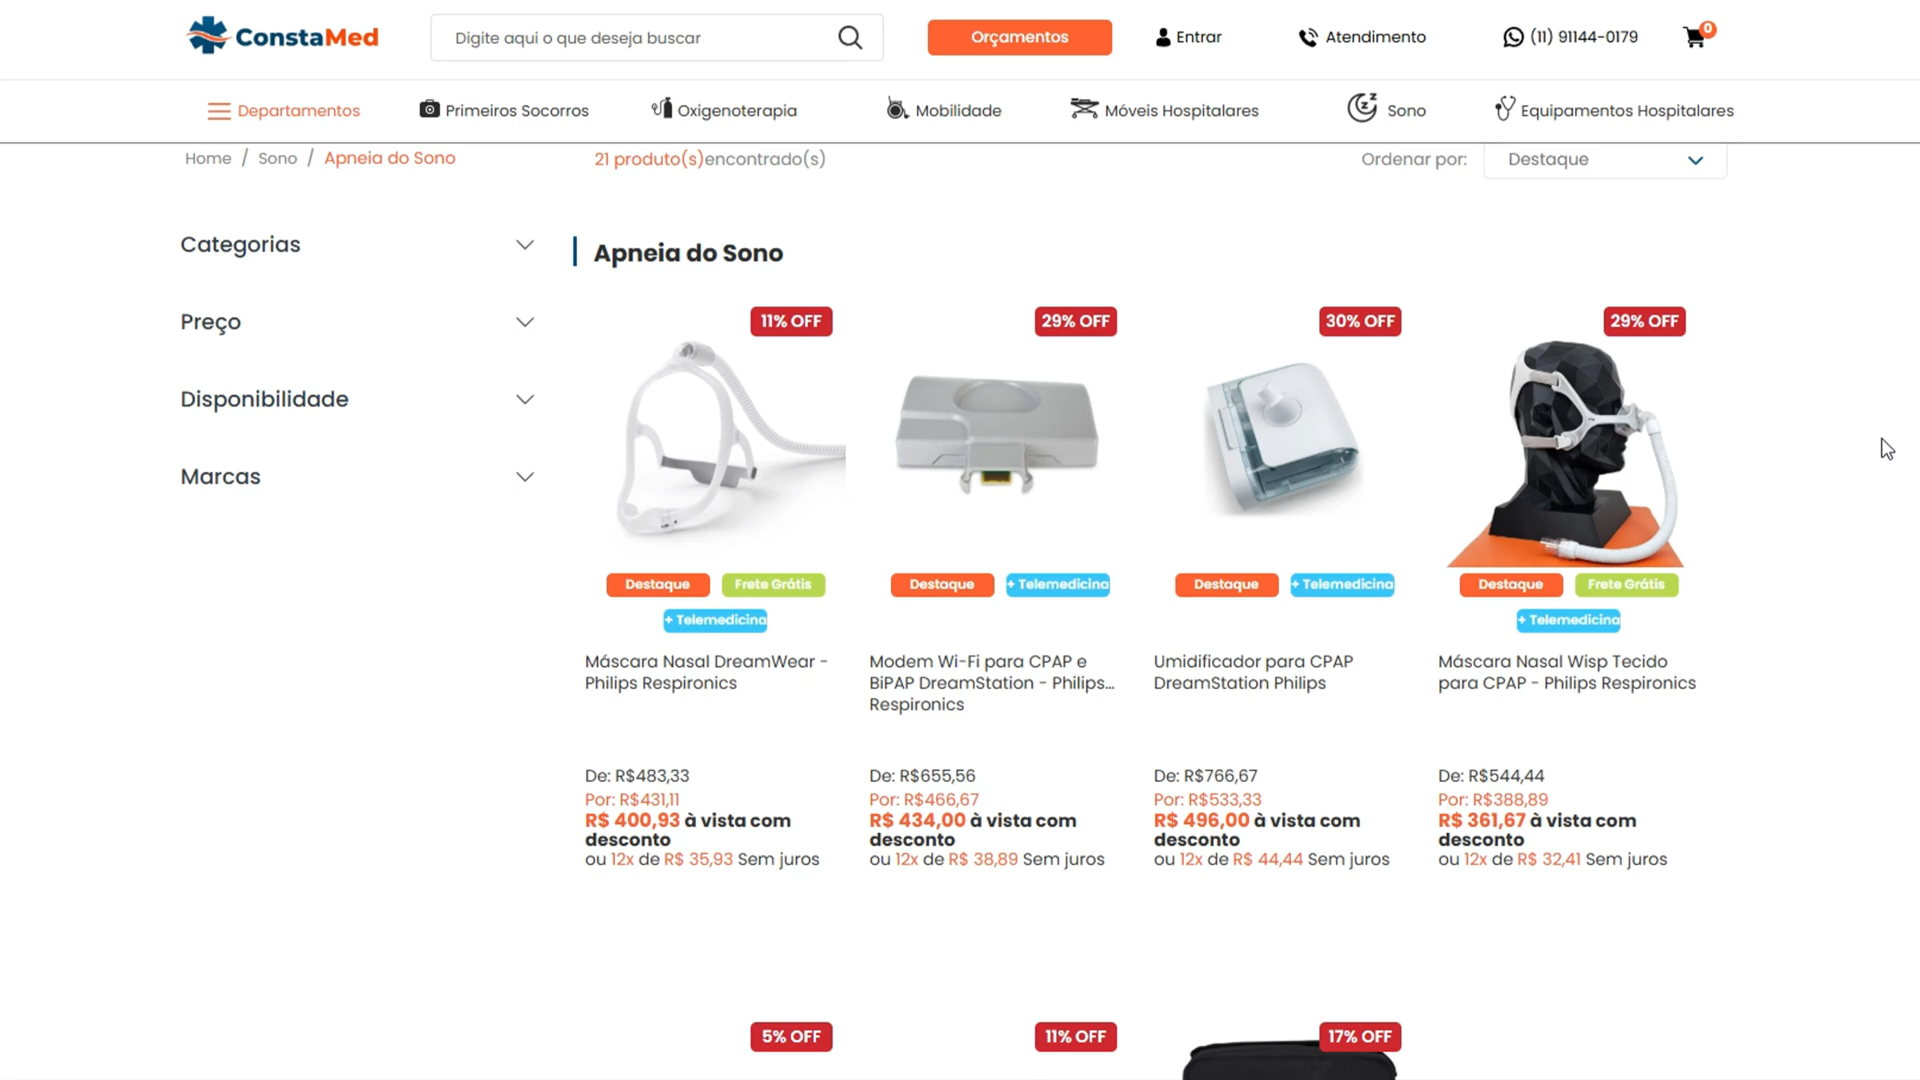 ConstaMed
Digite aqui o que deseja buscar
Orçamentos
Entrar
Atendimento
(11) 91144-0179
0
Departamentos
Primeiros Socorros
Oxigenoterapia
Mobilidade
Móveis Hospitalares
Sono
Equipamentos Hospitalares
Home / Sono / Apneia do Sono
21 produto(s)encontrado(s)
Ordenar por:
Destaque
Categorias
Preço
Disponibilidade
Marcas
Apneia do Sono
11% OFF
Destaque
Frete Grátis
+ Telemedicina
Máscara Nasal DreamWear -
Philips Respironics
De: R$483,33
Por: R$431,11
R$ 400,93 à vista com
desconto
ou 12x de R$ 35,93 Sem juros
29% OFF
Destaque
+ Telemedicina
Modem Wi-Fi para CPAP e
BiPAP DreamStation - Philips...
Respironics
De: R$655,56
Por: R$466,67
R$ 434,00 à vista com
desconto
ou 12x de R$ 38,89 Sem juros
30% OFF
Destaque
+ Telemedicina
Umidificador para CPAP
DreamStation Philips
De: R$766,67
Por: R$533,33
R$ 496,00 à vista com
desconto
ou 12x de R$ 44,44 Sem juros
29% OFF
Destaque
Frete Grátis
+ Telemedicina
Máscara Nasal Wisp Tecido
para CPAP - Philips Respironics
De: R$544,44
Por: R$388,89
R$ 361,67 à vista com
desconto
ou 12x de R$ 32,41 Sem juros
5% OFF
11% OFF
17% OFF